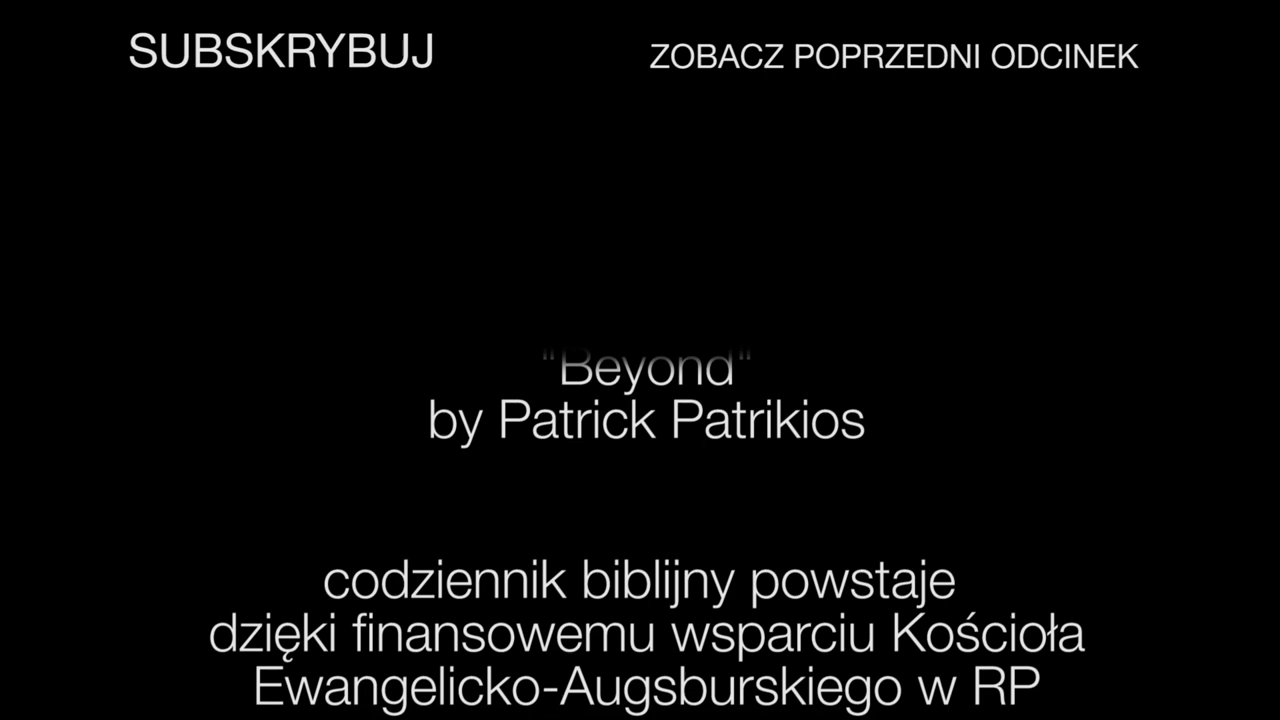 SUBSKRYBUJ
ZOBACZ POPRZEDNI ODCINEK
"Beyond"
by Patrick Patrikios
codziennik biblijny powstaje
dzięki finansowemu wsparciu Kościoła
Ewangelicko-Augsburskiego w RP